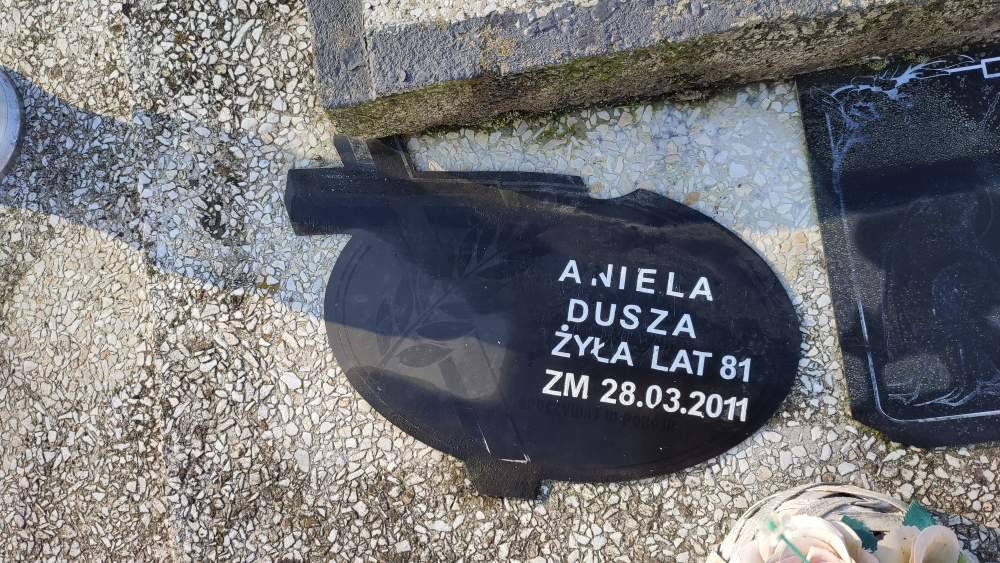 ANIELA
DUSZA
ŻYŁA LAT 81
ZM 28.03.2011